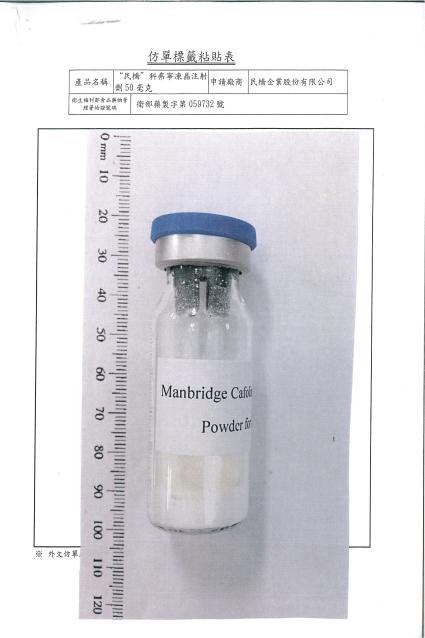 仿單標籤粘貼表
產品名稱
“民橋”科弗寧凍晶注射
劑50毫克
申請廠商
民橋企業股份有限公司
衛生福利部食品藥物管
理署檢證號碼
衛部藥製字第059732號
0 mm 10 20 30 40 50 60 70 80 90 100 110 120
Manbridge Cafo
Powder for
※ 外文仿單